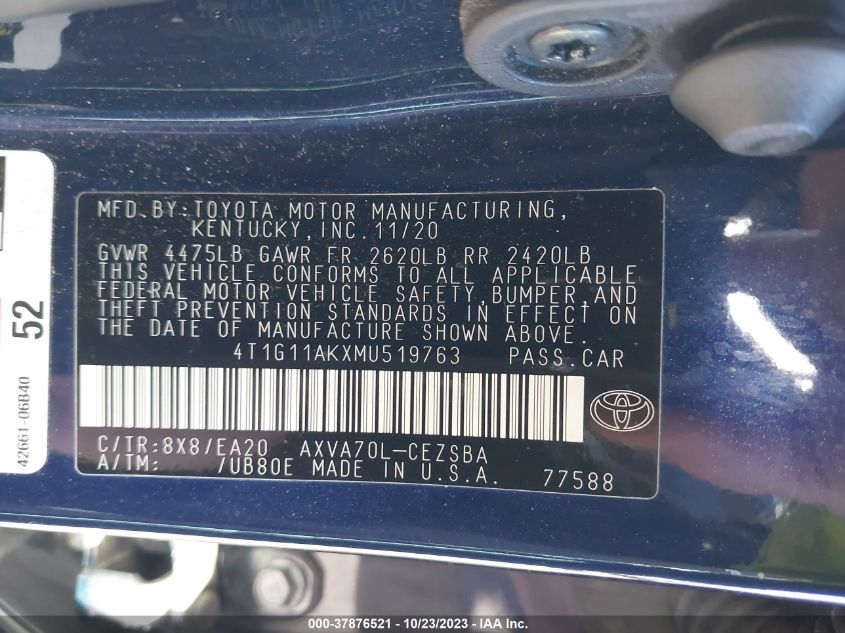 MFD. BY: TOYOTA MOTOR MANUFACTURING,
KENTUCKY, INC. 11/20
GVWR 4475LB GAWR FR 2620LB RR 2420LB
THIS VEHICLE CONFORMS TO ALL APPLICABLE
FEDERAL MOTOR VEHICLE SAFETY, BUMPER, AND
THEFT PREVENTION STANDARDS IN EFFECT ON
THE DATE OF MANUFACTURE SHOWN ABOVE.
4T1G11AKXMU519763 PASS CAR
C/TR: 8X8/EA20 AXVA70L-CEZSBA
A/TM: /UB80E MADE IN U.S.A. 77588
52
42661-06B40
000-37876521 - 10/23/2023 - IAA Inc.